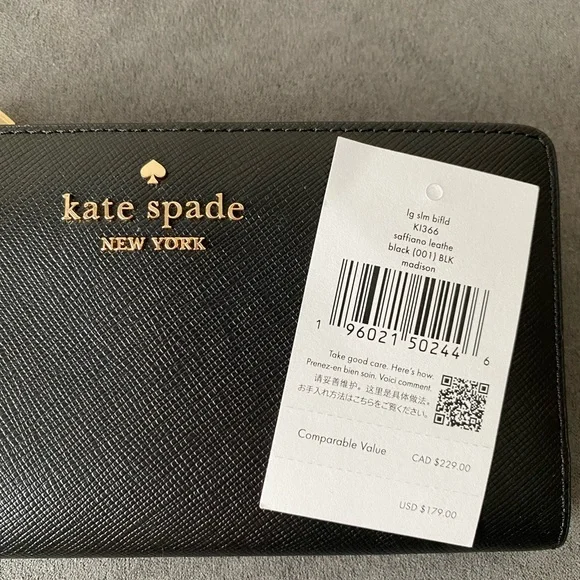 kate spade
NEW YORK
lg slm bifld
KI366
saffiano leathe
black (001) BLK
madison
1 96021 50244 6
Take good care. Here's how.
Prenez-en bien soin. Voici comment.
请妥善维护。这里是具体做法。
お手入れ方法はこちらをご覧ください。
Comparable Value
CAD $229.00
USD $179.00